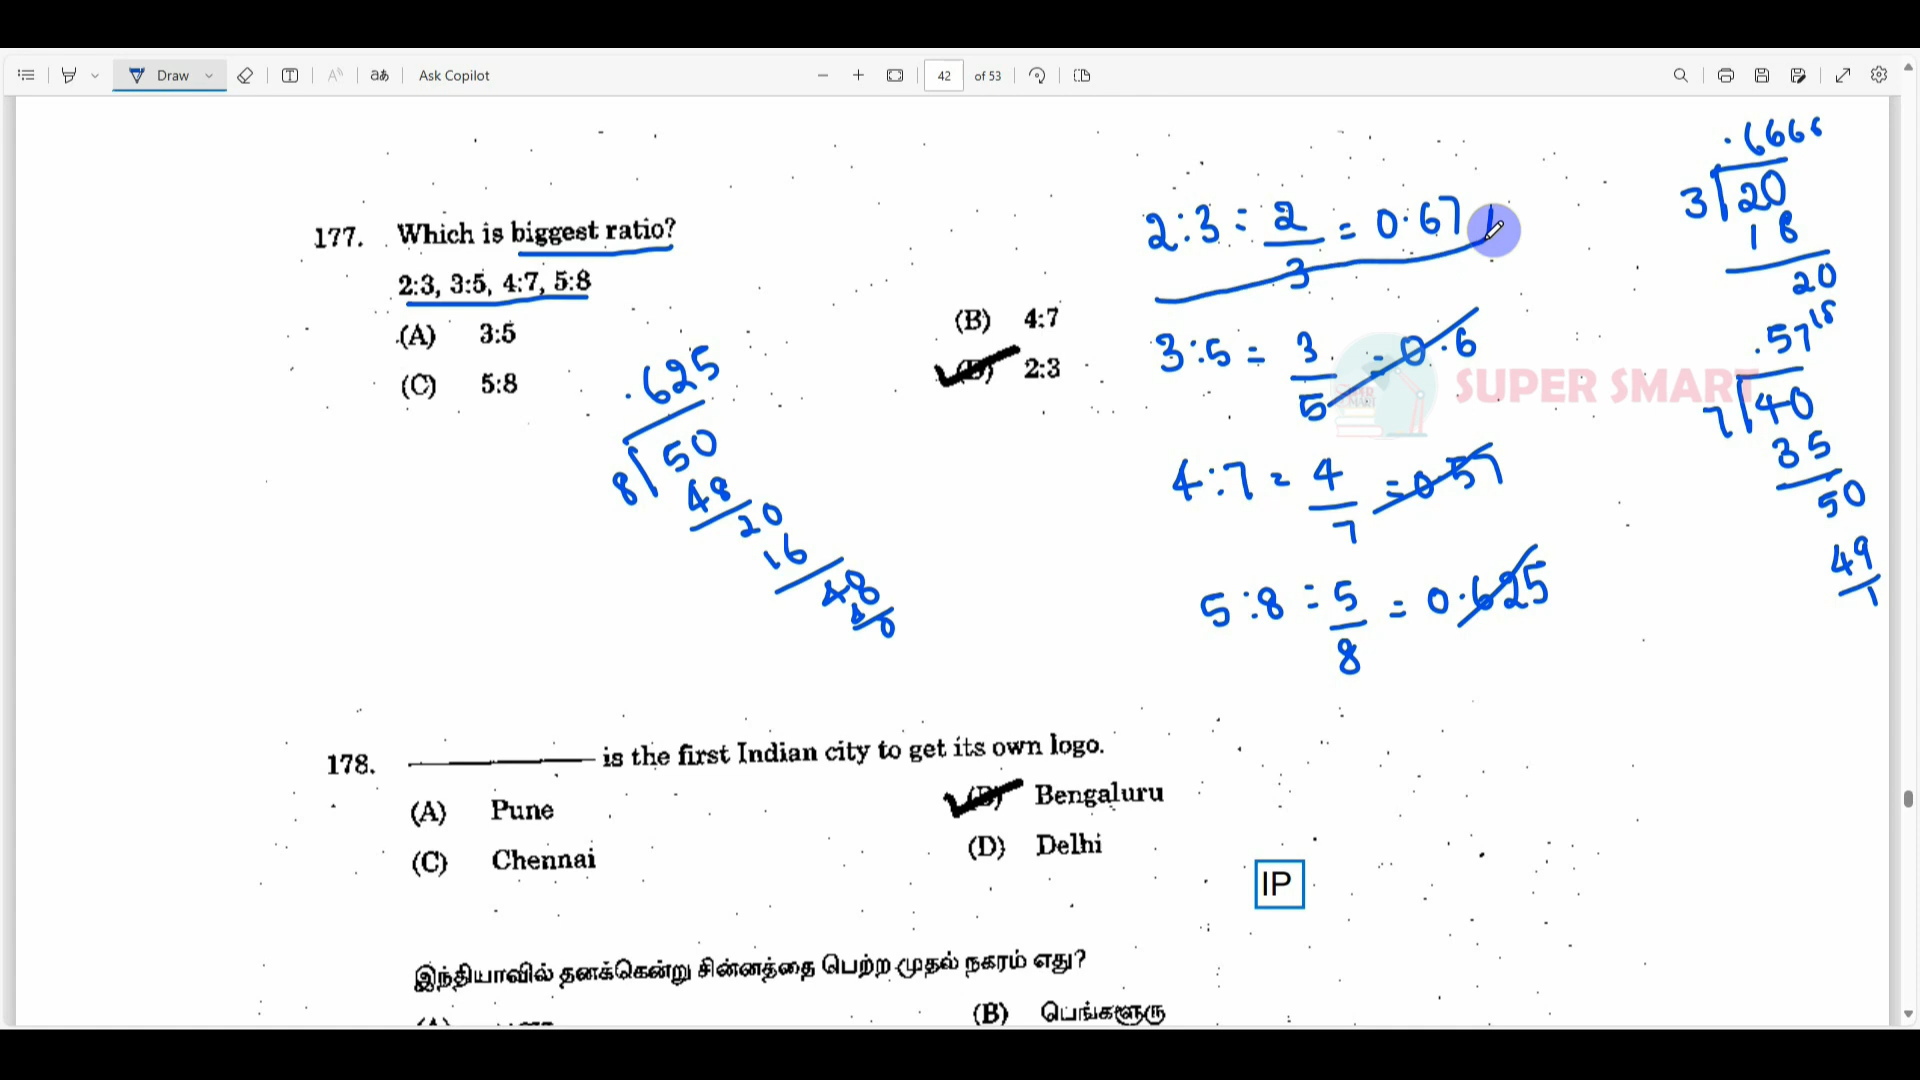 Draw
Ask Copilot
42 of 53
177. Which is biggest ratio?
2:3, 3:5, 4:7, 5:8
(A) 3:5
(B) 4:7
(C) 5:8
(D) 2:3
2:3 = 2/3 = 0.67
3:5 = 3/5 = 0.6
4:7 = 4/7 = 0.57
5:8 = 5/8 = 0.625
.625
8 50
48
20
16
.6666
3 20
18
20
.571
7 40
35
50
49
1
SUPER SMART
178. is the first Indian city to get its own logo.
(A) Pune
(B) Bengaluru
(C) Chennai
(D) Delhi
IP
இந்தியாவில் தனக்கென்று சின்னத்தை பெற்ற முதல் நகரம் எது?
(B) பெங்களூரு